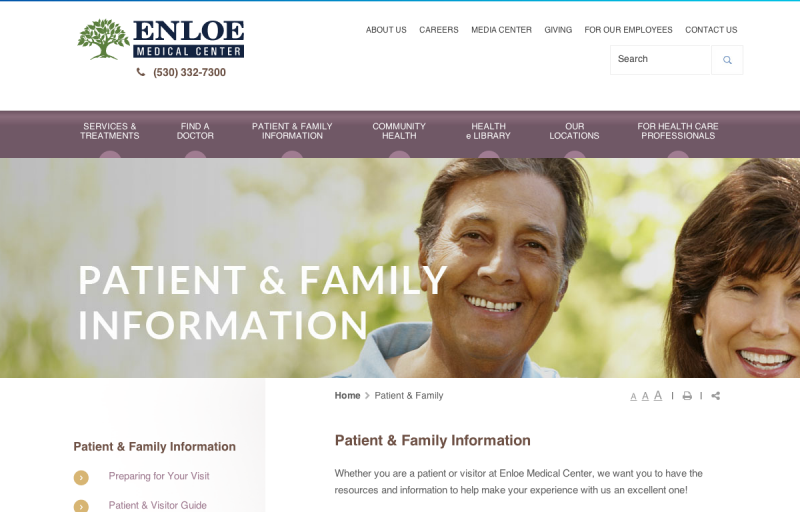 ENLOE
MEDICAL CENTER
(530) 332-7300
ABOUT US CAREERS MEDIA CENTER GIVING FOR OUR EMPLOYEES CONTACT US
Search
SERVICES & TREATMENTS
FIND A DOCTOR
PATIENT & FAMILY INFORMATION
COMMUNITY HEALTH
HEALTH e LIBRARY
OUR LOCATIONS
FOR HEALTH CARE PROFESSIONALS
PATIENT & FAMILY
INFORMATION
Home Patient & Family
A A A
Patient & Family Information
Preparing for Your Visit
Patient & Visitor Guide
Patient & Family Information
Whether you are a patient or visitor at Enloe Medical Center, we want you to have the
resources and information to help make your experience with us an excellent one!